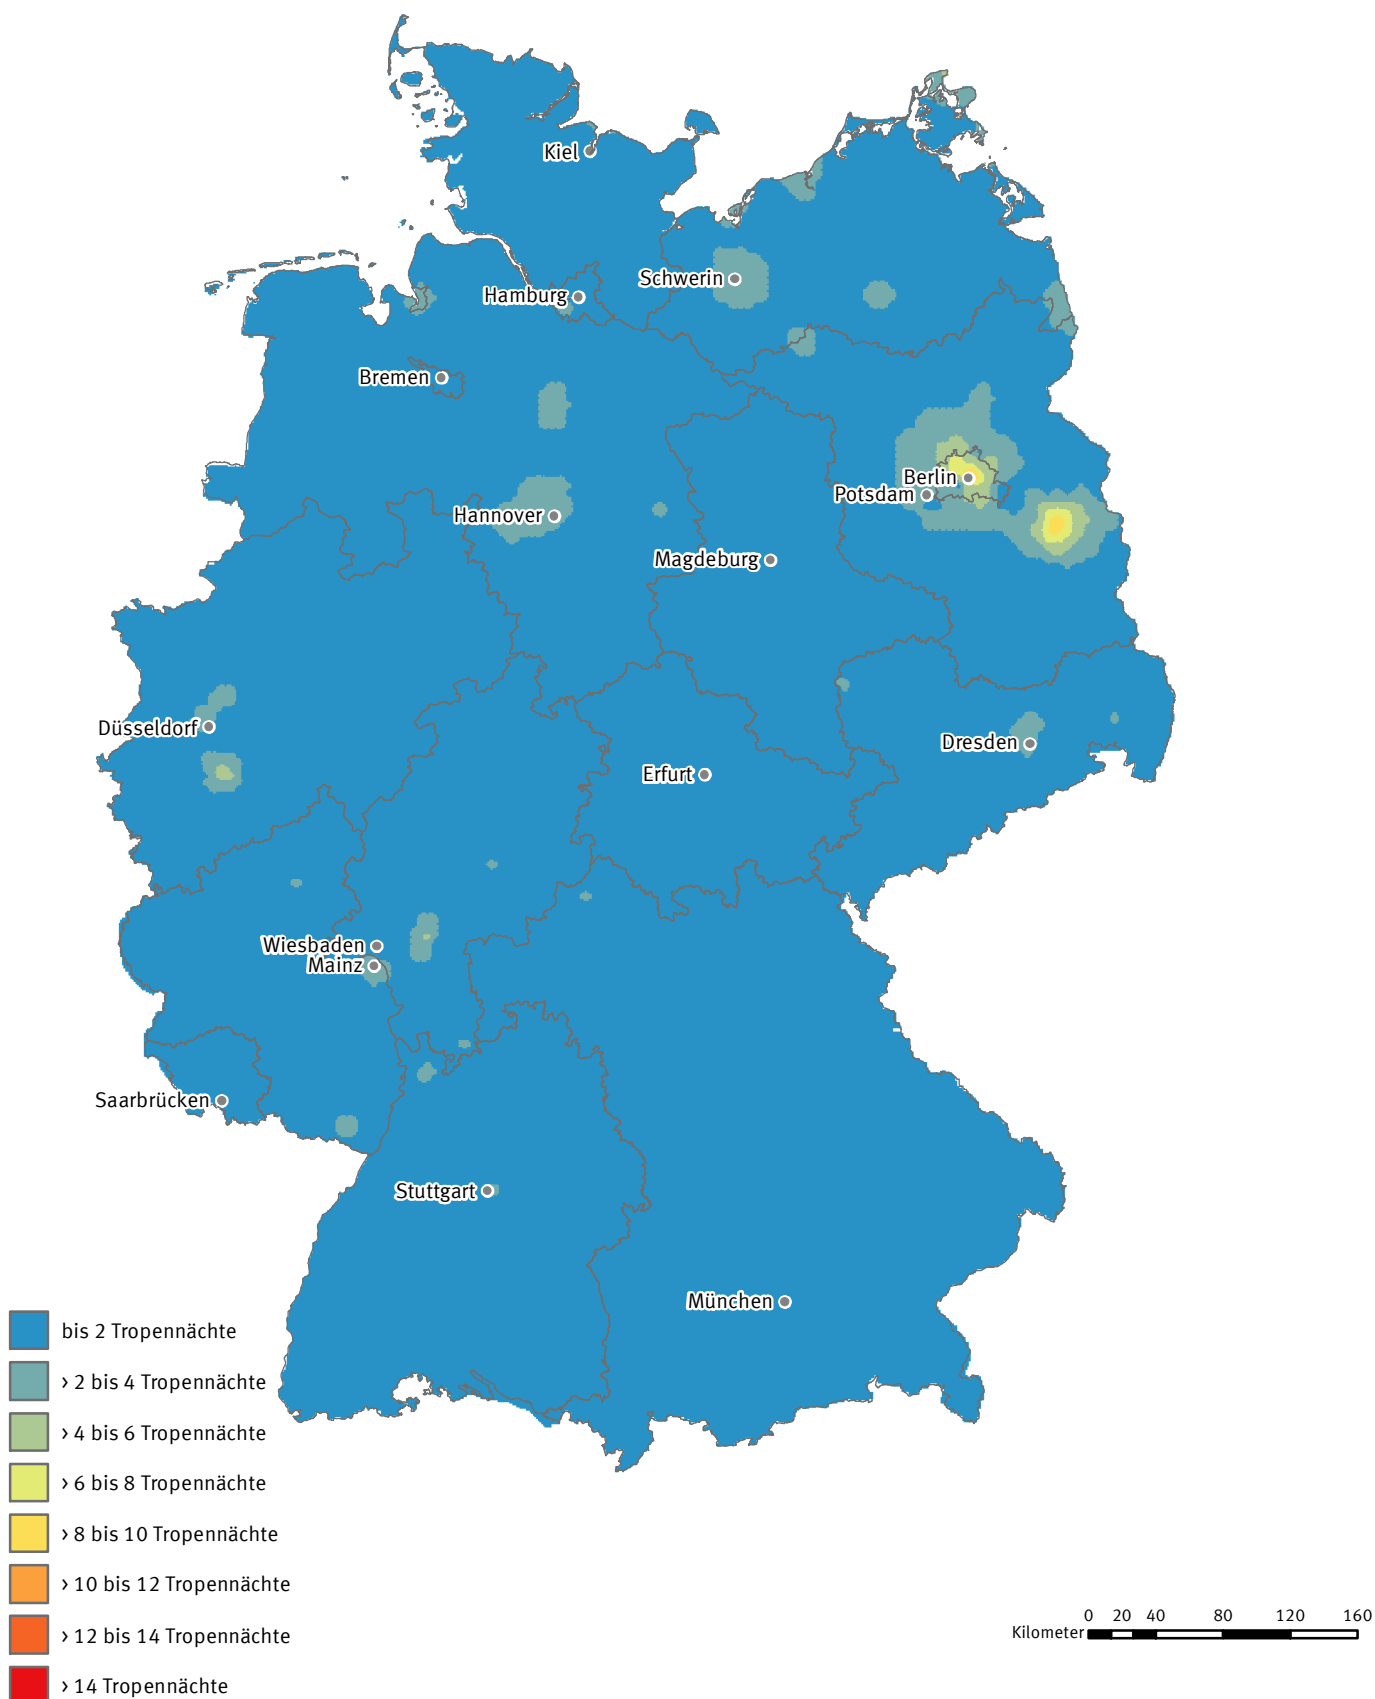 Kiel
Schwerin
Hamburg
Bremen
Berlin
Potsdam
Hannover
Magdeburg
Düsseldorf
Dresden
Erfurt
Wiesbaden
Mainz
Saarbrücken
Stuttgart
München
bis 2 Tropennächte
> 2 bis 4 Tropennächte
> 4 bis 6 Tropennächte
> 6 bis 8 Tropennächte
> 8 bis 10 Tropennächte
> 10 bis 12 Tropennächte
> 12 bis 14 Tropennächte
> 14 Tropennächte
0 20 40 80 120 160
Kilometer